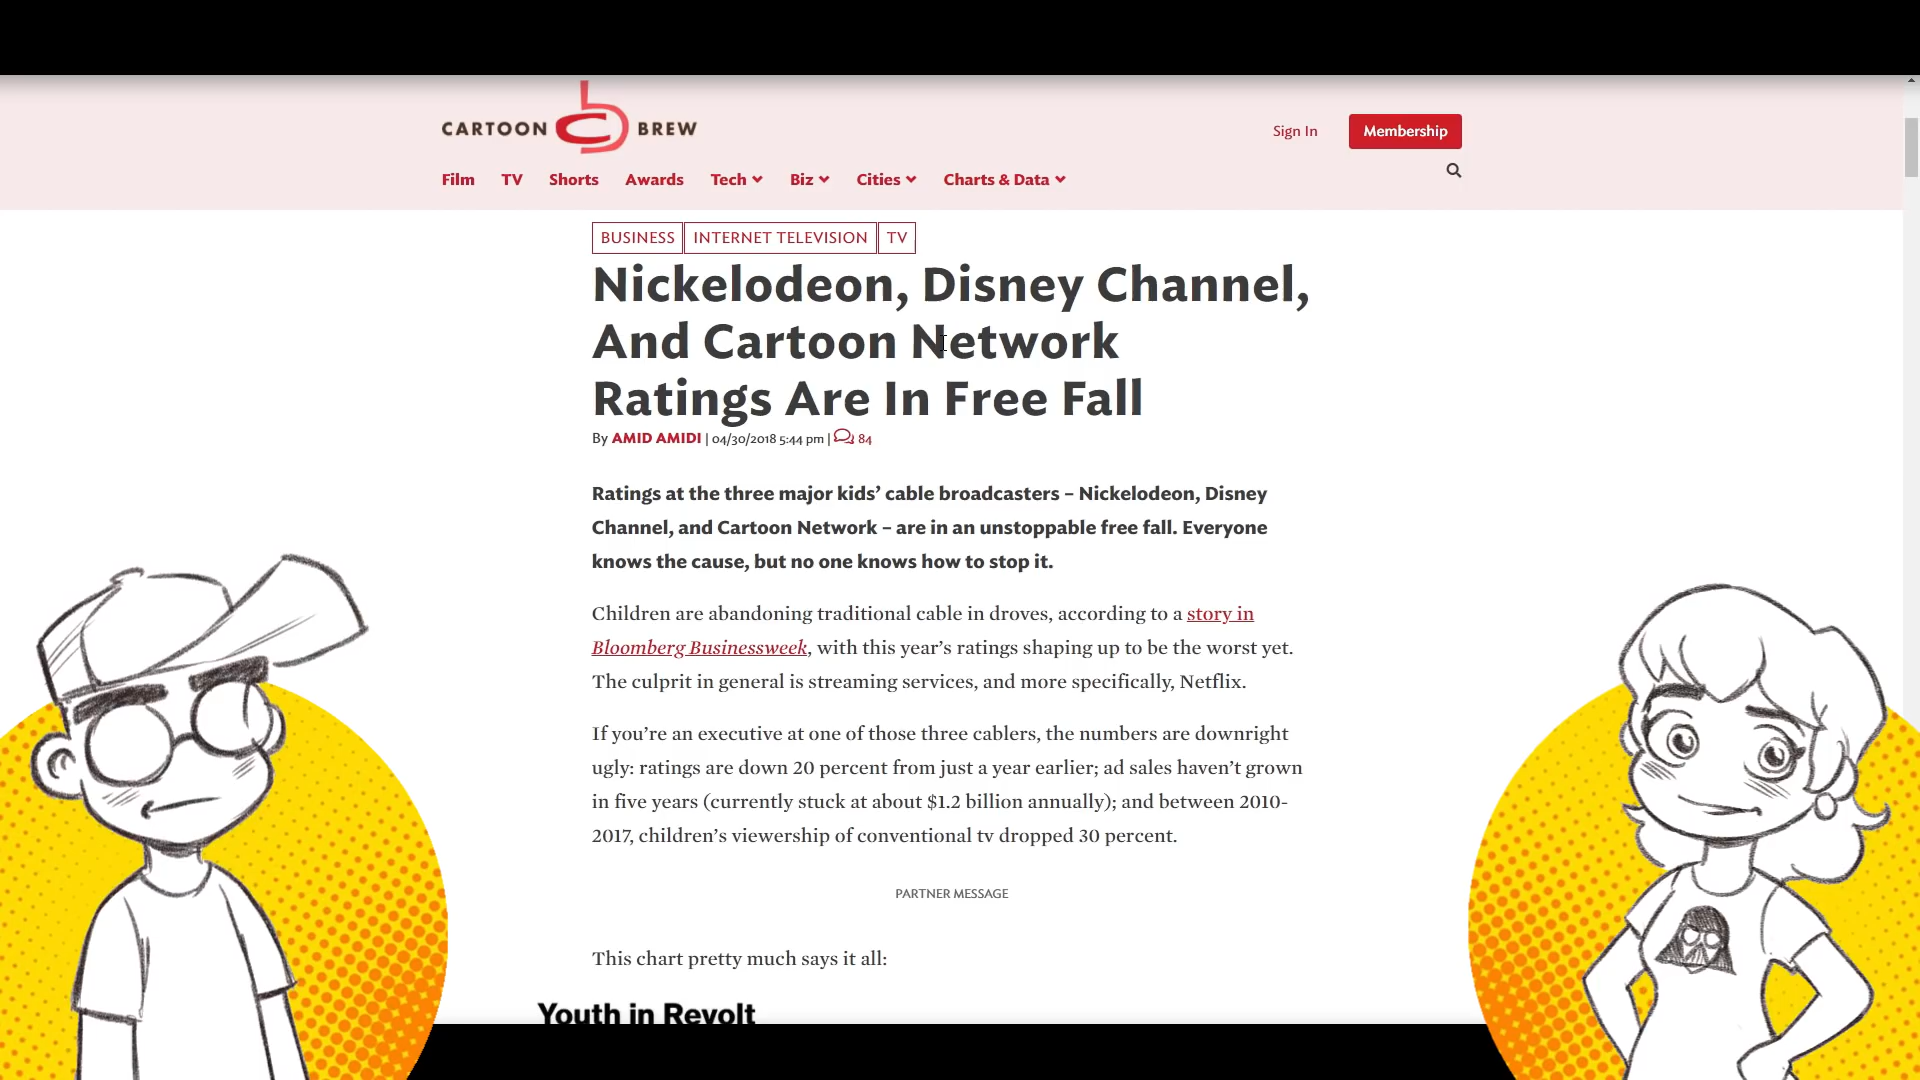 CARTOON BREW
Sign In
Membership
Film TV Shorts Awards Tech Biz Cities Charts & Data
BUSINESS INTERNET TELEVISION TV
Nickelodeon, Disney Channel,
And Cartoon Network
Ratings Are In Free Fall
By AMID AMIDI | 04/30/2018 5:44 pm | 84
Ratings at the three major kids’ cable broadcasters – Nickelodeon, Disney
Channel, and Cartoon Network – are in an unstoppable free fall. Everyone
knows the cause, but no one knows how to stop it.
Children are abandoning traditional cable in droves, according to a story in
Bloomberg Businessweek, with this year’s ratings shaping up to be the worst yet.
The culprit in general is streaming services, and more specifically, Netflix.
If you’re an executive at one of those three cablers, the numbers are downright
ugly: ratings are down 20 percent from just a year earlier; ad sales haven’t grown
in five years (currently stuck at about $1.2 billion annually); and between 2010-
2017, children’s viewership of conventional tv dropped 30 percent.
PARTNER MESSAGE
This chart pretty much says it all:
Youth in Revolt